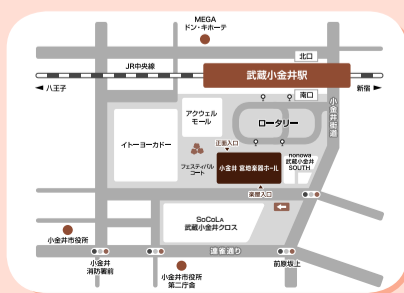 MEGA
ドン・キホーテ
北口
JR中央線
武蔵小金井駅
八王子
新宿
南口
小金井街道
アクウェル
モール
ロータリー
イトーヨーカドー
正面入口
フェスティバル
コート
小金井 宮地楽器ホール
nonowa
武蔵小金井
SOUTH
楽屋入口
SoCoLA
武蔵小金井クロス
小金井市役所
連雀通り
小金井
消防署前
小金井市役所
第二庁舎
前原坂上